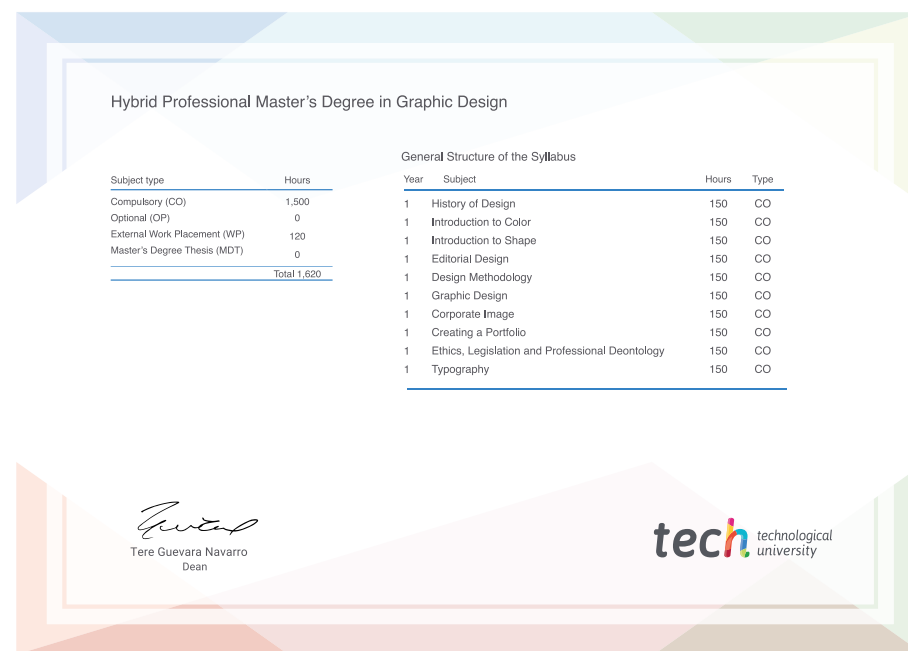 Hybrid Professional Master's Degree in Graphic Design
Subject type Hours
Compulsory (CO) 1,500
Optional (OP) 0
External Work Placement (WP) 120
Master's Degree Thesis (MDT) 0
Total 1,620
General Structure of the Syllabus
Year Subject Hours Type
1 History of Design 150 CO
1 Introduction to Color 150 CO
1 Introduction to Shape 150 CO
1 Editorial Design 150 CO
1 Design Methodology 150 CO
1 Graphic Design 150 CO
1 Corporate Image 150 CO
1 Creating a Portfolio 150 CO
1 Ethics, Legislation and Professional Deontology 150 CO
1 Typography 150 CO
Tere Guevara Navarro
Dean
tech technological
university